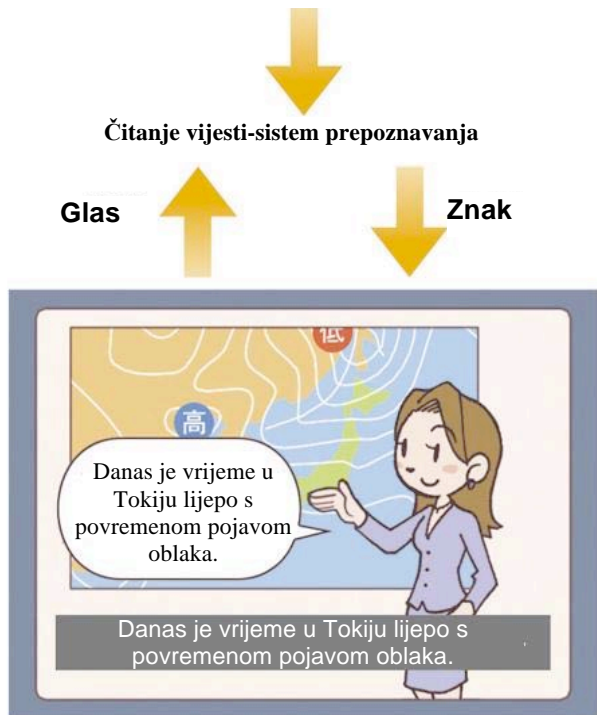 Čitanje vijesti-sistem prepoznavanja
Glas
Znak
低
高
Danas je vrijeme u
Tokiju lijepo s
povremenom pojavom
oblaka.
Danas je vrijeme u Tokiju lijepo s
povremenom pojavom oblaka.